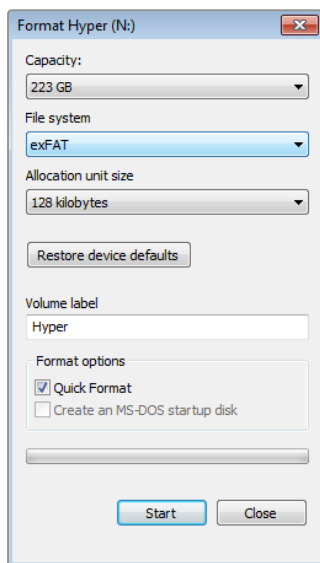 Format Hyper (N:)
Capacity:
223 GB
File system
exFAT
Allocation unit size
128 kilobytes
Restore device defaults
Volume label
Hyper
Format options
Quick Format
Create an MS-DOS startup disk
Start Close